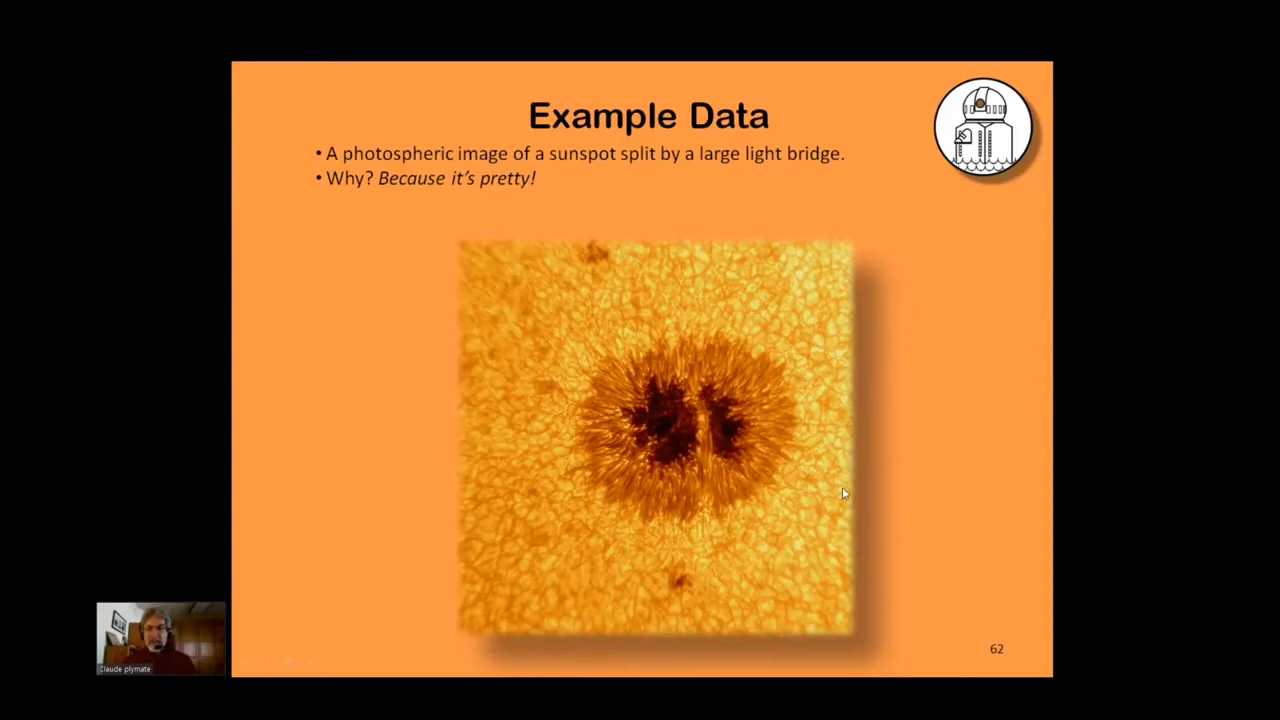 Example Data
• A photospheric image of a sunspot split by a large light bridge.
• Why? Because it's pretty!
62
Claude plymate